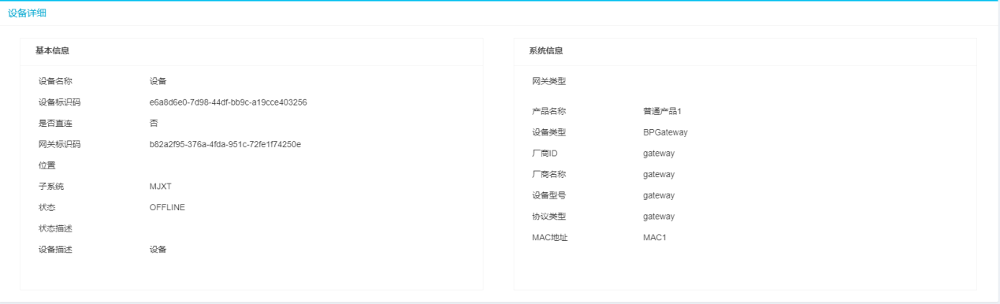 设备详细
基本信息
设备名称 设备
设备标识码 e6a8d6e0-7d98-44df-bb9c-a19cce403256
是否直连 否
网关标识码 b82a2f95-376a-4fda-951c-72fe1f74250e
位置
子系统 MJXT
状态 OFFLINE
状态描述
设备描述 设备
系统信息
网关类型
产品名称 普通产品1
设备类型 BPGateway
厂商ID gateway
厂商名称 gateway
设备型号 gateway
协议类型 gateway
MAC地址 MAC1